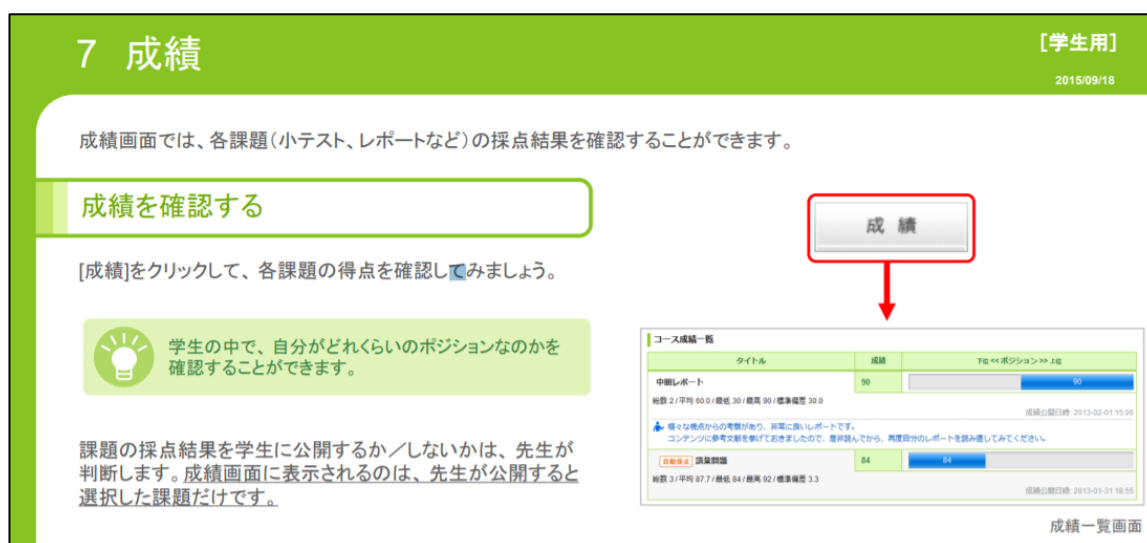 7 成績
[学生用]
2015/09/18
成績画面では、各課題(小テスト、レポートなど)の採点結果を確認することができます。
成績を確認する
[成績]をクリックして、各課題の得点を確認してみましょう。
学生の中で、自分がどれくらいのポジションなのかを
確認することができます。
課題の採点結果を学生に公開するか／しないかは、先生が
判断します。成績画面に表示されるのは、先生が公開すると
選択した課題だけです。
成 績
コース成績一覧
タイトル 成績 下位 << ポジション >> 上位
中間レポート 90 90
総数 2 / 平均 60.0 / 最低 30 / 最高 90 / 標準偏差 30.0
成績公開日時: 2013-02-01 15:06
様々な視点からの考察があり、非常に良いレポートです。
コンテンツに参考文献を挙げておきましたので、是非読んでから、再度自分のレポートを読み直してみてください。
自動採点 語彙問題 84 84
総数 3 / 平均 87.7 / 最低 84 / 最高 92 / 標準偏差 3.3
成績公開日時: 2013-01-31 18:55
成績一覧画面